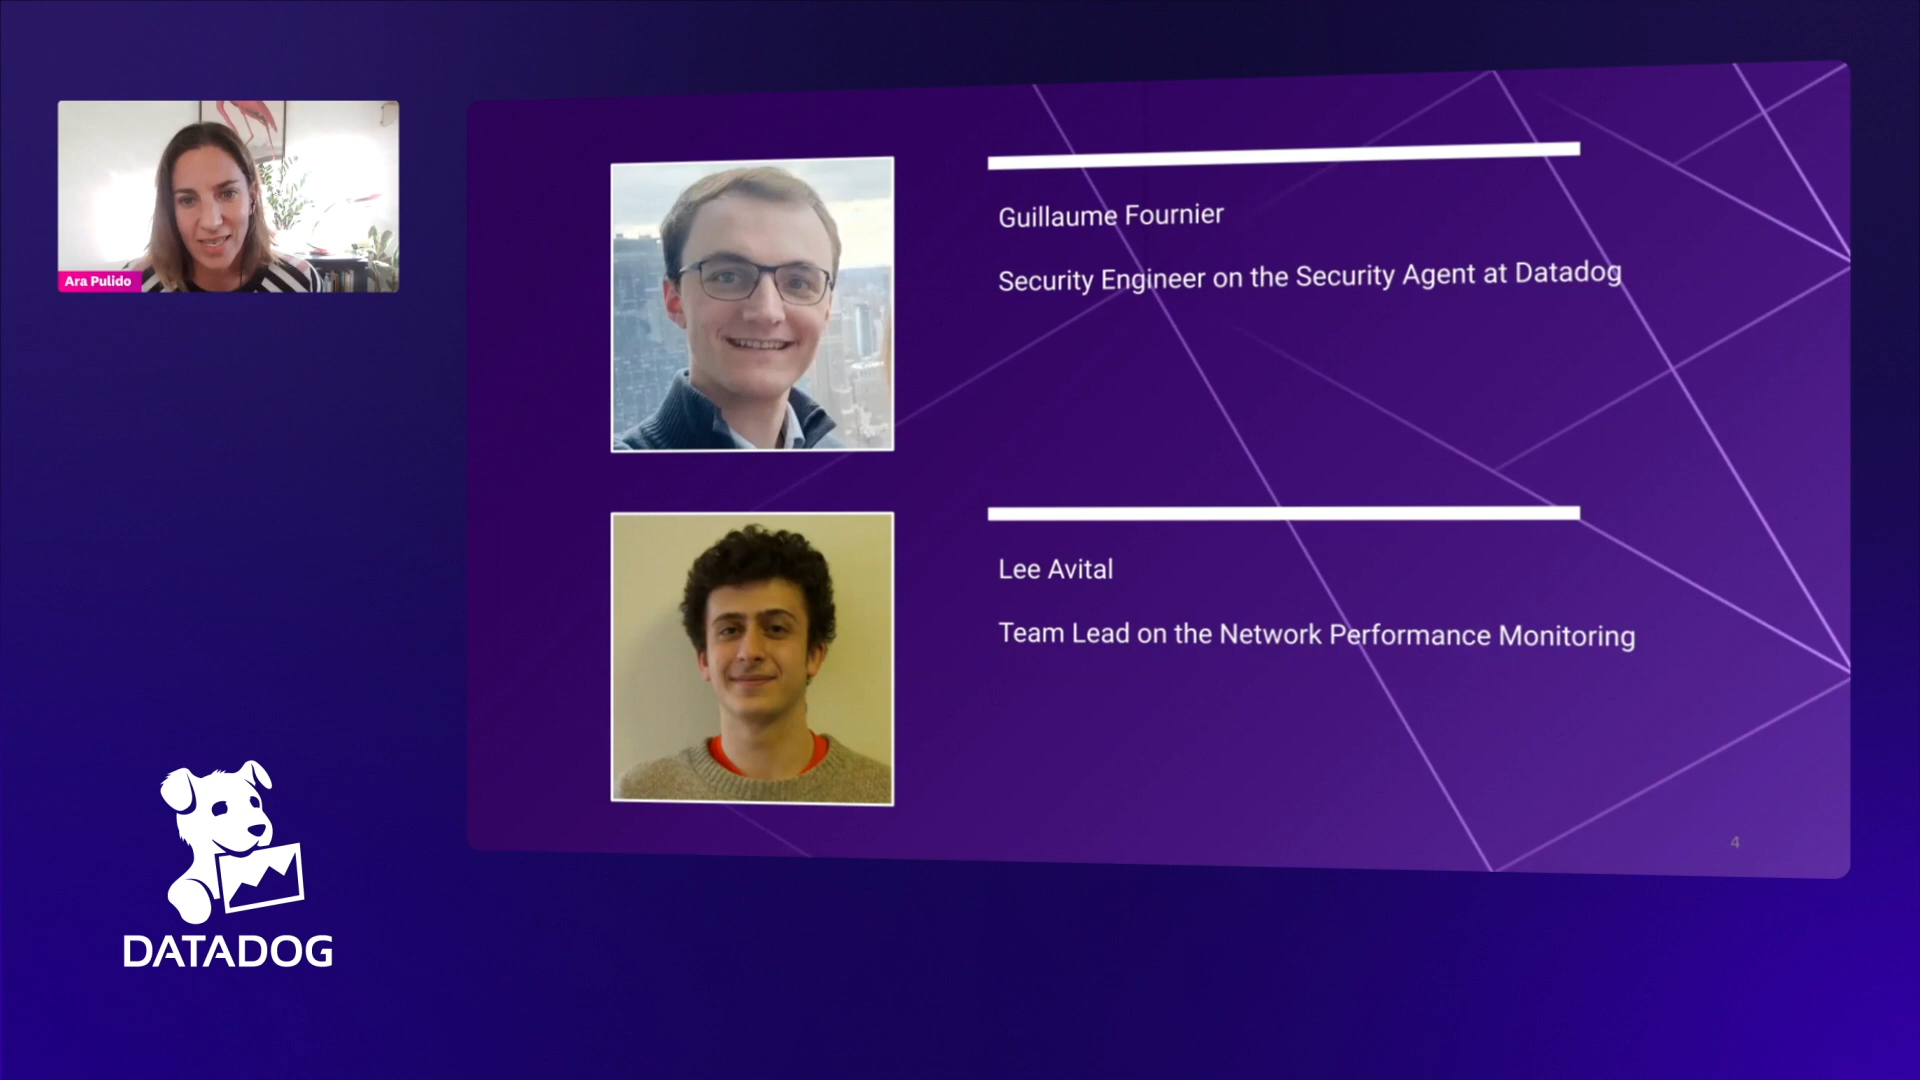 Ara Pulido
Guillaume Fournier
Security Engineer on the Security Agent at Datadog
Lee Avital
Team Lead on the Network Performance Monitoring
4
DATADOG